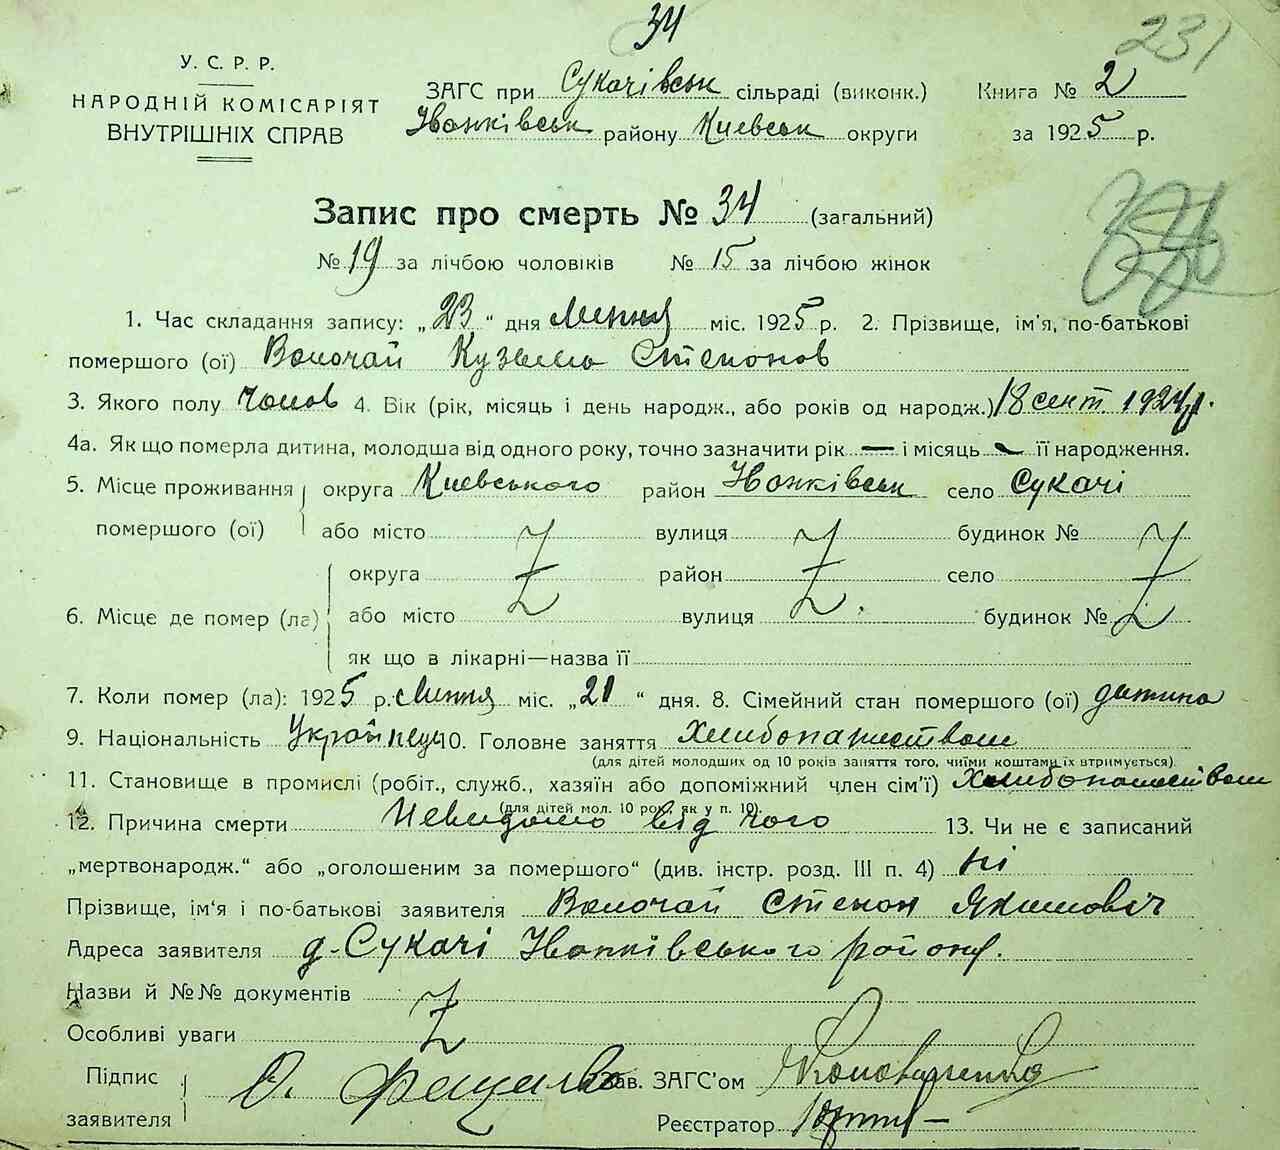 34
231
У. С. Р. Р.
НАРОДНІЙ КОМІСАРІЯТ
ВНУТРІШНІХ СПРАВ
ЗАГС при Сукачівськ сільраді (виконк.)
Іванківськ району Киевськ округи
Книга № 2
за 1925 р.
Запис про смерть № 34 (загальний)
№ 19 за лічбою чоловіків № 15 за лічбою жінок
1. Час складання запису: „23“ дня Липня міс. 1925 р. 2. Прізвище, ім'я, по-батькові
помершого (ої) Волочай Кузьма Степанов
3. Якого полу Чолов 4. Вік (рік, місяць і день народж., або років од народж.) 18 сент. 1924 р.
4а. Як що померла дитина, молодша від одного року, точно зазначити рік — і місяць — її народження.
5. Місце проживання помершого (ої) округа Киевського район Іванківськ село Сукачі
або місто вулиця будинок №
6. Місце де помер (ла) округа район село
або місто вулиця будинок №
як що в лікарні—назва її
7. Коли помер (ла): 1925 р. Липня міс. „21“ дня. 8. Сімейний стан помершого (ої) дитина
9. Національність Українец 10. Головне заняття Хлибопашеством
(для дітей молодших од 10 років заняття того, чиїми коштами їх втримується).
11. Становище в промислі (робіт., служб., хазяїн або допоміжний член сім'ї) Хлибопашеством
(для дітей мол. 10 рок. як у п. 10).
12. Причина смерти Невидомо від чого 13. Чи не є записаний
„мертвонародж.“ або „оголошеним за помершого“ (див. інстр. розд. III п. 4) Ні
Прізвище, ім'я і по-батькові заявителя Волочай Степан Якимович
Адреса заявителя д-Сукачі Іванківського району.
Назви й №№ документів
Особливі уваги
Підпис заявителя Зав. ЗАГС'ом
Реєстратор